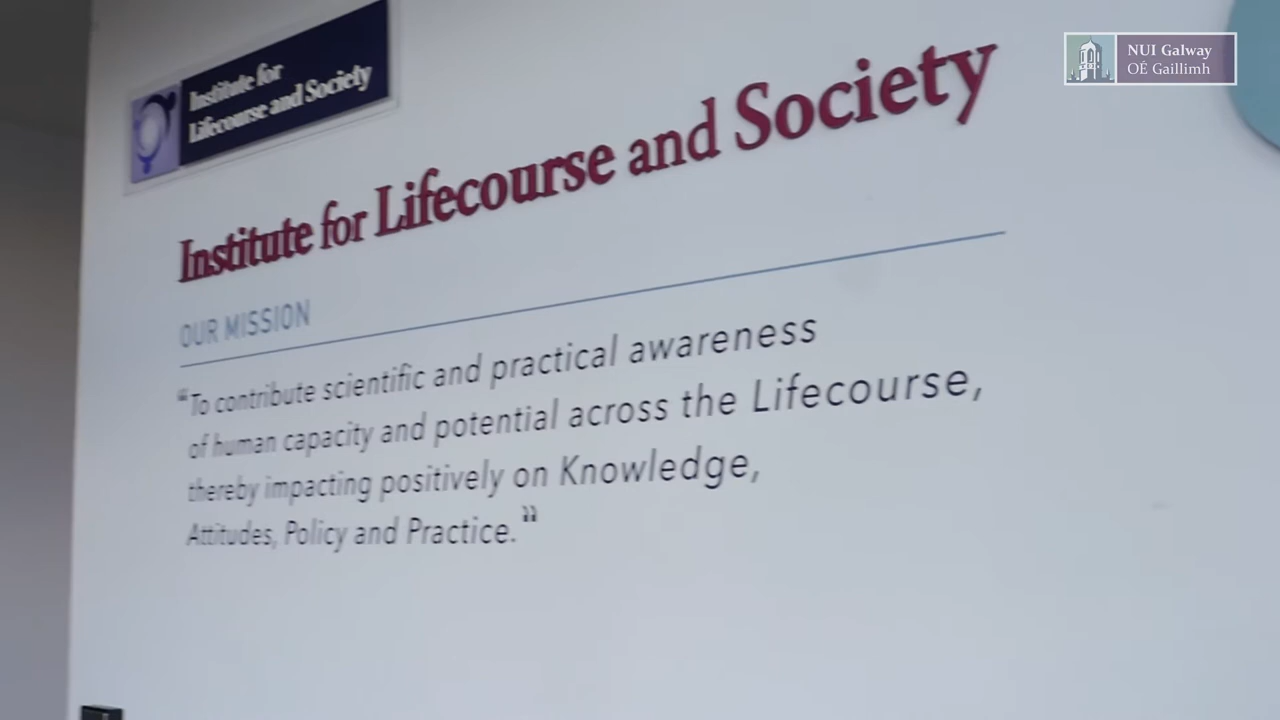 Institute for
Lifecourse and Society
NUI Galway
OÉ Gaillimh
Institute for Lifecourse and Society
OUR MISSION
“To contribute scientific and practical awareness
of human capacity and potential across the Lifecourse,
thereby impacting positively on Knowledge,
Attitudes, Policy and Practice.”